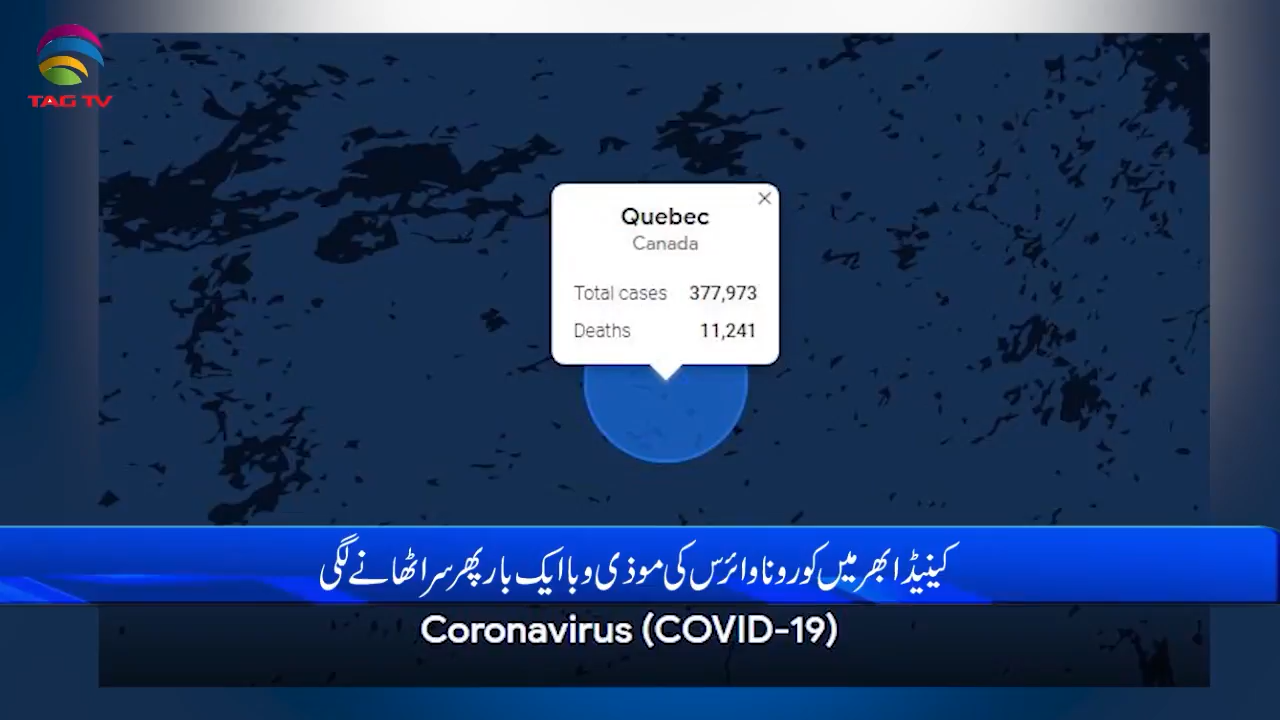 TAG TV
Quebec
Canada
Total cases 377,973
Deaths 11,241
کینیڈا بھر میں کورونا وائرس کی موذی وبا ایک بار پھر سر اٹھانے لگی
Coronavirus (COVID-19)